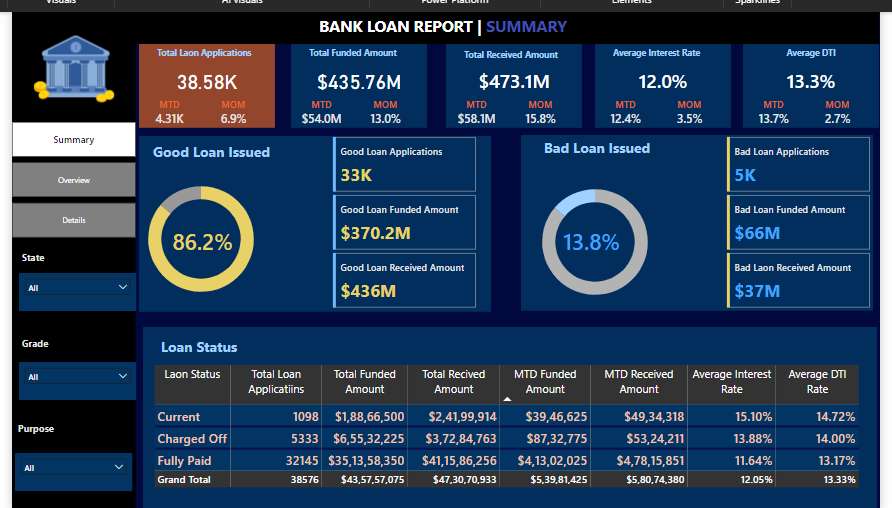 Visuals AI visuals Power Platform Elements Sparklines
BANK LOAN REPORT | SUMMARY
Total Laon Applications
38.58K
MTD MOM
4.31K 6.9%
Total Funded Amount
$435.76M
MTD MOM
$54.0M 13.0%
Total Received Amount
$473.1M
MTD MOM
$58.1M 15.8%
Average Interest Rate
12.0%
MTD MOM
12.4% 3.5%
Average DTI
13.3%
MTD MOM
13.7% 2.7%
Summary
Overview
Details
State
All
Grade
All
Purpose
All
Good Loan Issued
86.2%
Good Loan Applications
33K
Good Loan Funded Amount
$370.2M
Good Loan Received Amount
$436M
Bad Loan Issued
13.8%
Bad Loan Applications
5K
Bad Loan Funded Amount
$66M
Bad Laon Received Amount
$37M
Loan Status
Laon Status Total Loan Applicatiins Total Funded Amount Total Recived Amount MTD Funded Amount MTD Received Amount Average Interest Rate Average DTI Rate
Current 1098 $1,88,66,500 $2,41,99,914 $39,46,625 $49,34,318 15.10% 14.72%
Charged Off 5333 $6,55,32,225 $3,72,84,763 $87,32,775 $53,24,211 13.88% 14.00%
Fully Paid 32145 $35,13,58,350 $41,15,86,256 $4,13,02,025 $4,78,15,851 11.64% 13.17%
Grand Total 38576 $43,57,57,075 $47,30,70,933 $5,39,81,425 $5,80,74,380 12.05% 13.33%